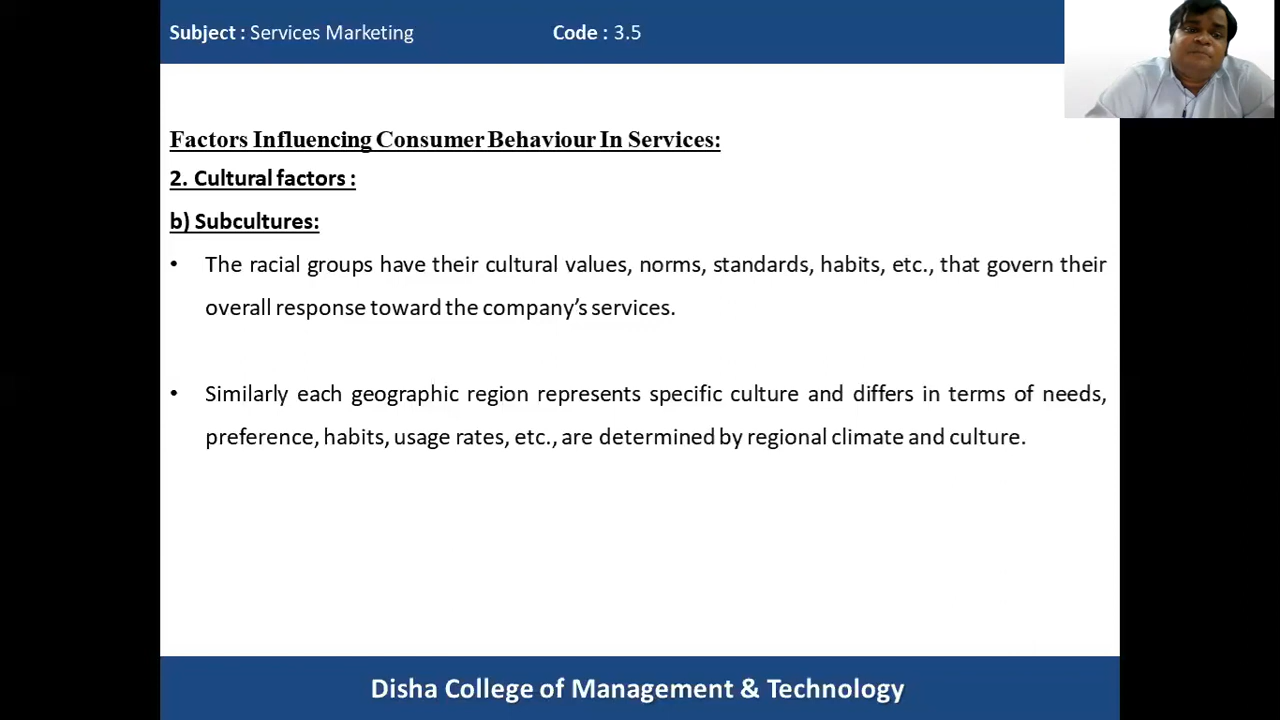 Subject : Services Marketing Code : 3.5
Factors Influencing Consumer Behaviour In Services:
2. Cultural factors :
b) Subcultures:
• The racial groups have their cultural values, norms, standards, habits, etc., that govern their
overall response toward the company’s services.
• Similarly each geographic region represents specific culture and differs in terms of needs,
preference, habits, usage rates, etc., are determined by regional climate and culture.
Disha College of Management & Technology